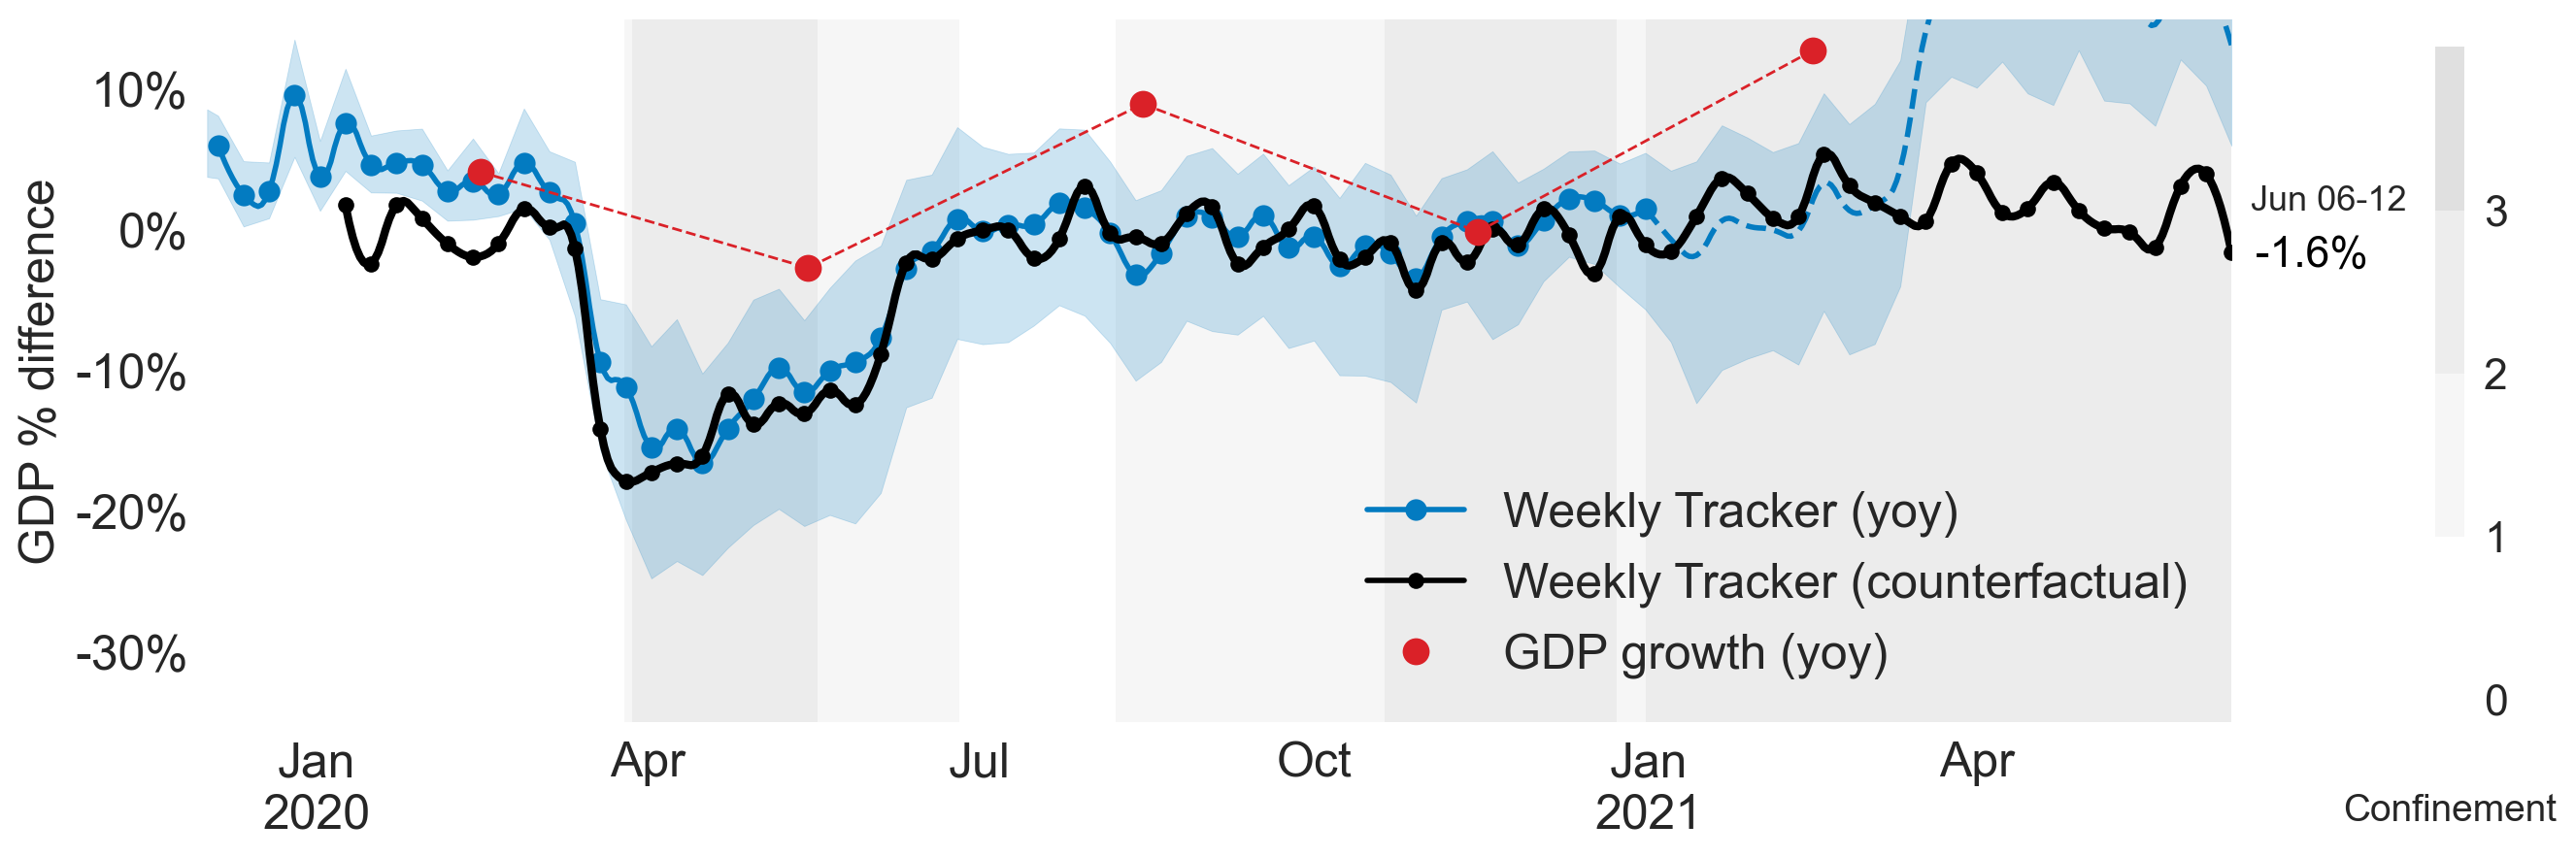 GDP % difference
10%
0%
-10%
-20%
-30%
Jan
2020
Apr
Jul
Oct
Jan
2021
Apr
Weekly Tracker (yoy)
Weekly Tracker (counterfactual)
GDP growth (yoy)
Jun 06-12
-1.6%
3
2
1
0
Confinement